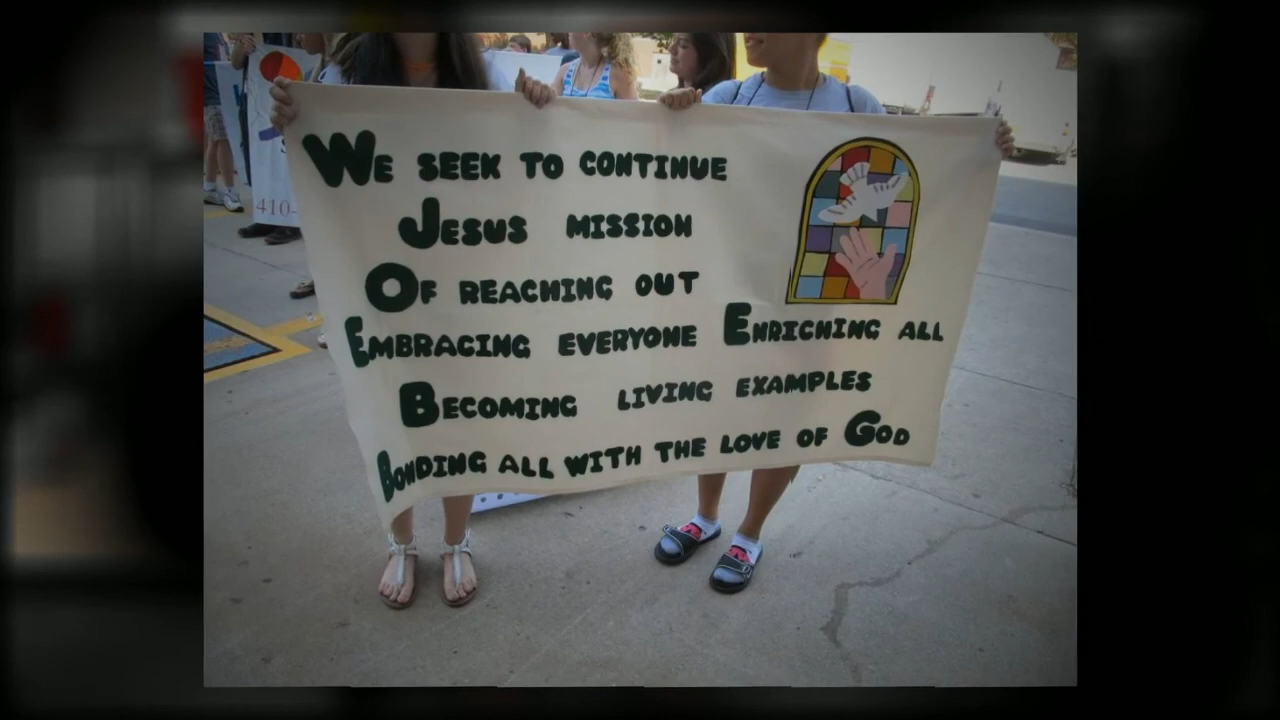 We seek to continue
Jesus mission
Of reaching out
Embracing everyone Enriching all
Becoming living examples
Bonding all with the love of God
410-